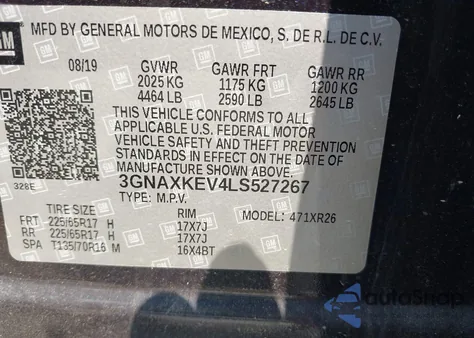 GM
MFD BY GENERAL MOTORS DE MEXICO, S. DE R.L. DE C.V.
08/19 GVWR GAWR FRT GAWR RR
2025 KG 1175 KG 1200 KG
4464 LB 2590 LB 2645 LB
THIS VEHICLE CONFORMS TO ALL
APPLICABLE U.S. FEDERAL MOTOR
VEHICLE SAFETY AND THEFT PREVENTION
STANDARDS IN EFFECT ON THE DATE OF
MANUFACTURE SHOWN ABOVE.
328E 3GNAXKEV4LS527267
TYPE: M.P.V. MODEL: 471XR26
TIRE SIZE RIM
FRT 225/65R17 H 17X7J
RR 225/65R17 H 17X7J
SPA T135/70R16 M 16X4BT
AutoSnap